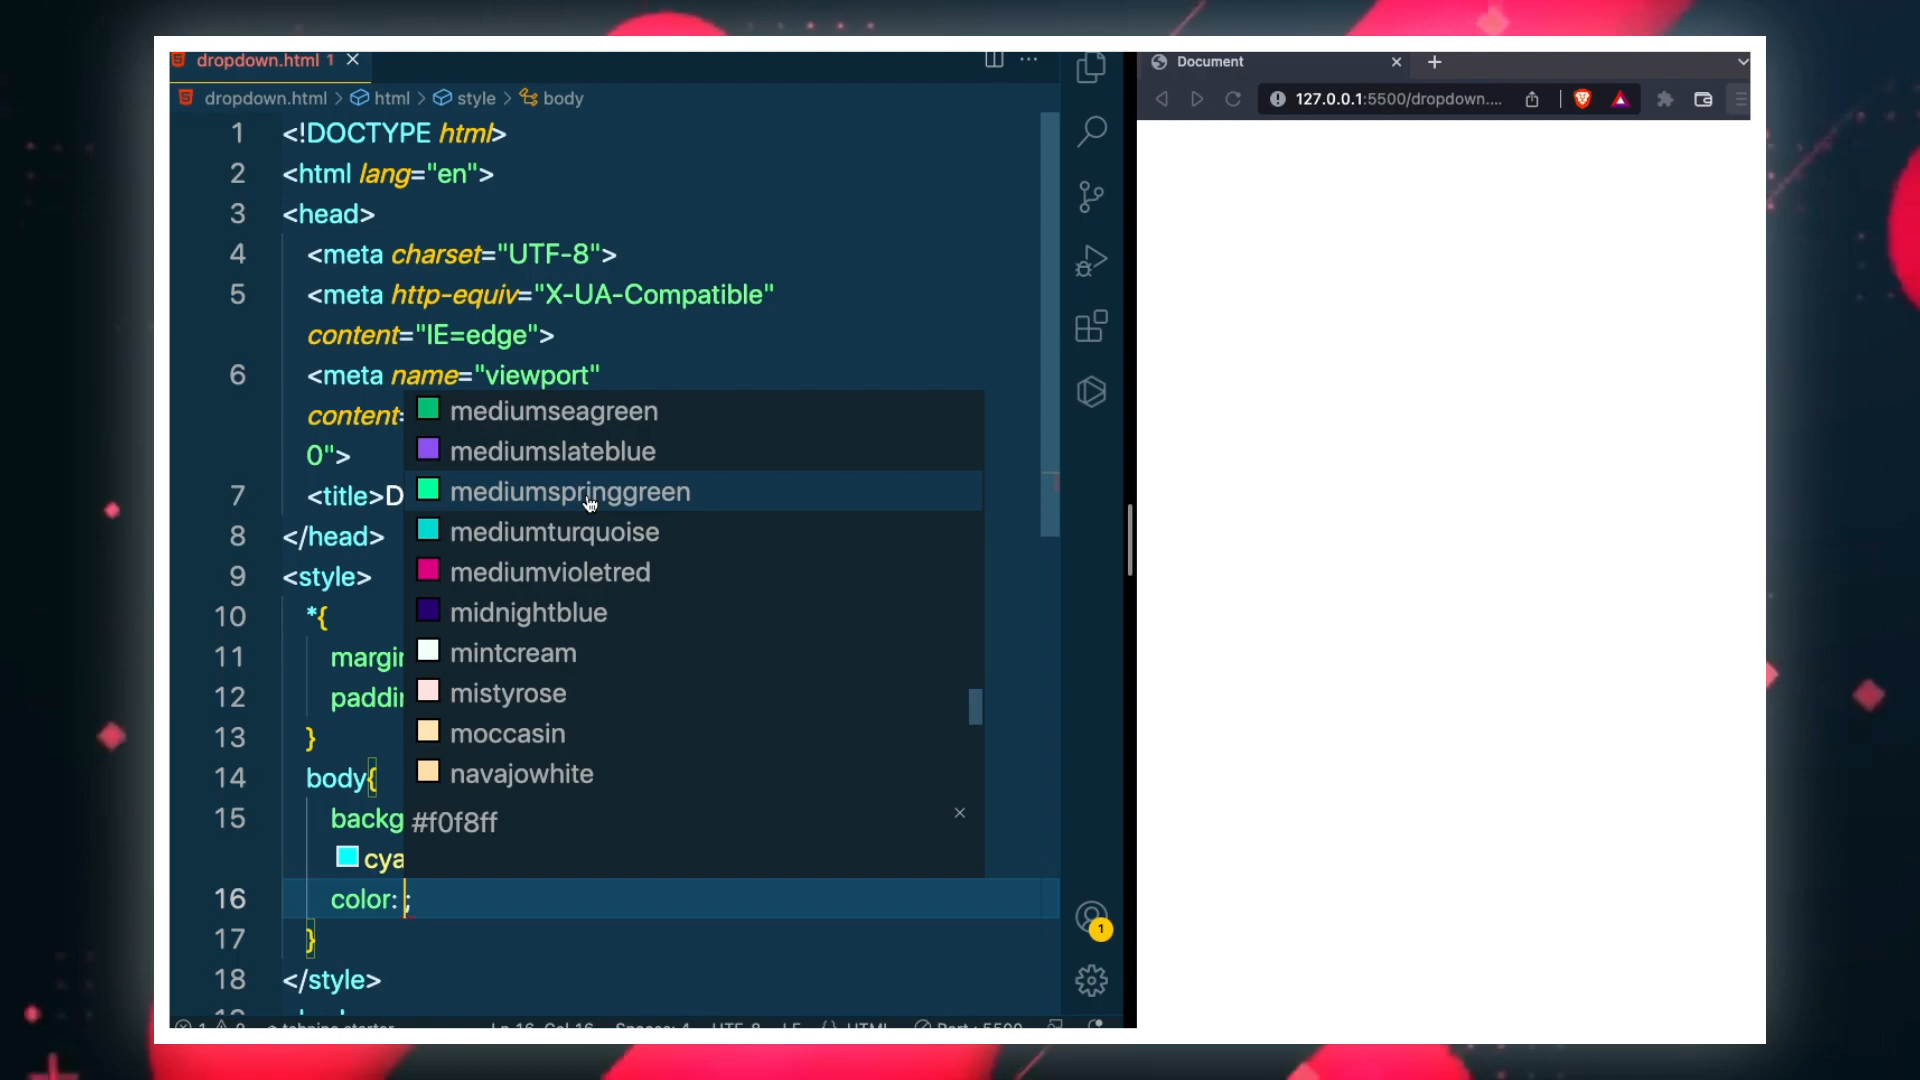 dropdown.html 1
dropdown.html > html > style > body
1 <!DOCTYPE html>
2 <html lang="en">
3 <head>
4 <meta charset="UTF-8">
5 <meta http-equiv="X-UA-Compatible"
content="IE=edge">
6 <meta name="viewport"
content=
0">
7 <title>D
8 </head>
9 <style>
10 *{
11 margin
12 paddin
13 }
14 body{
15 backg
cya
16 color: ;
17 }
18 </style>
mediumseagreen
mediumslateblue
mediumspringgreen
mediumturquoise
mediumvioletred
midnightblue
mintcream
mistyrose
moccasin
navajowhite
#f0f8ff
1
Document
127.0.0.1:5500/dropdown....